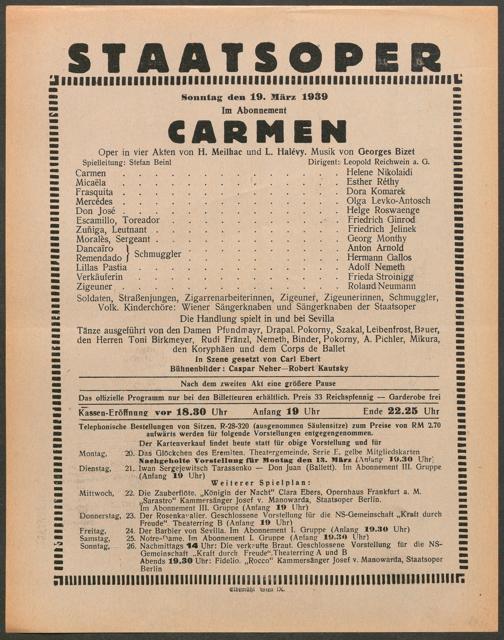 STAATSOPER
Sonntag den 19. März 1939
Im Abonnement
CARMEN
Oper in vier Akten von H. Meilhac und L. Halévy. Musik von Georges Bizet
Spielleitung: Stefan Beinl Dirigent: Leopold Reichwein a. G.
Carmen . . . . . . . . . . Helene Nikolaidi
Micaëla . . . . . . . . . . Esther Réthy
Frasquita . . . . . . . . . . Dora Komarek
Mercédes . . . . . . . . . . Olga Levko-Antosch
Don José . . . . . . . . . . Helge Roswaenge
Escamillo, Toreador . . . . . . . . Friedrich Ginrod
Zuñiga, Leutnant . . . . . . . . Friedrich Jelinek
Moralès, Sergeant . . . . . . . . Georg Monthy
Dancaïro } Schmuggler . . . . . . . Anton Arnold
Remendado } Hermann Gallos
Lillas Pastia . . . . . . . . . Adolf Nemeth
Verkäuferin . . . . . . . . . Frieda Stroinigg
Zigeuner . . . . . . . . . . Roland Neumann
Soldaten, Straßenjungen, Zigarrenarbeiterinnen, Zigeuner, Zigeunerinnen, Schmuggler,
Volk. Kinderchöre: Wiener Sängerknaben und Sängerknaben der Staatsoper
Die Handlung spielt in und bei Sevilla
Tänze ausgeführt von den Damen Pfundmayr, Drapal, Pokorny, Szakal, Leibenfrost, Bauer,
den Herren Toni Birkmeyer, Rudi Fränzl, Nemeth, Binder, Pokorny, A. Pichler, Mikura,
den Koryphäen und dem Corps de Ballet
In Szene gesetzt von Carl Ebert
Bühnenbilder: Caspar Neher—Robert Kautsky
Nach dem zweiten Akt eine größere Pause
Das offizielle Programm nur bei den Billetteuren erhältlich. Preis 33 Reichspfennig — Garderobe frei
Kassen-Eröffnung vor 18.30 Uhr Anfang 19 Uhr Ende 22.25 Uhr
Telephonische Bestellungen von Sitzen. R-28-320 (ausgenommen Säulensitze) zum Preise von RM 2.70
aufwärts werden für folgende Vorstellungen entgegengenommen.
Der Kartenverkauf findet heute statt für obige Vorstellung und für
Montag, 20. Das Glöckchen des Eremiten. Theatergemeinde, Serie E, gelbe Mitgliedskarten
Nachgeholte Vorstellung für Montag den 13. März (Anfang 19.30 Uhr)
Dienstag, 21. Iwan Sergejewitsch Tarassenko — Don Juan (Ballett). Im Abonnement III. Gruppe
(Anfang 19 Uhr)
Weiterer Spielplan:
Mittwoch, 22. Die Zauberflöte. „Königin der Nacht" Clara Ebers, Opernhaus Frankfurt a. M.
„Sarastro" Kammersänger Josef v. Manowarda, Staatsoper Berlin.
Im Abonnement III. Gruppe (Anfang 19 Uhr)
Donnerstag, 23. Der Rosenkavalier. Geschlossene Vorstellung für die NS-Gemeinschaft „Kraft durch
Freude" Theaterring B (Anfang 19 Uhr)
Freitag, 24. Der Barbier von Sevilla. Im Abonnement I. Gruppe (Anfang 19.30 Uhr)
Samstag, 25. Notre-Dame. Im Abonnement I. Gruppe (Anfang 19.30 Uhr)
Sonntag, 26. Nachmittags 14 Uhr: Die verkaufte Braut. Geschlossene Vorstellung für die NS-
Gemeinschaft „Kraft durch Freude". Theaterring A und B
Abends 19.30 Uhr: Fidelio. „Rocco" Kammersänger Josef v. Manowarda, Staatsoper
Berlin
Elbemühl Wien IX.